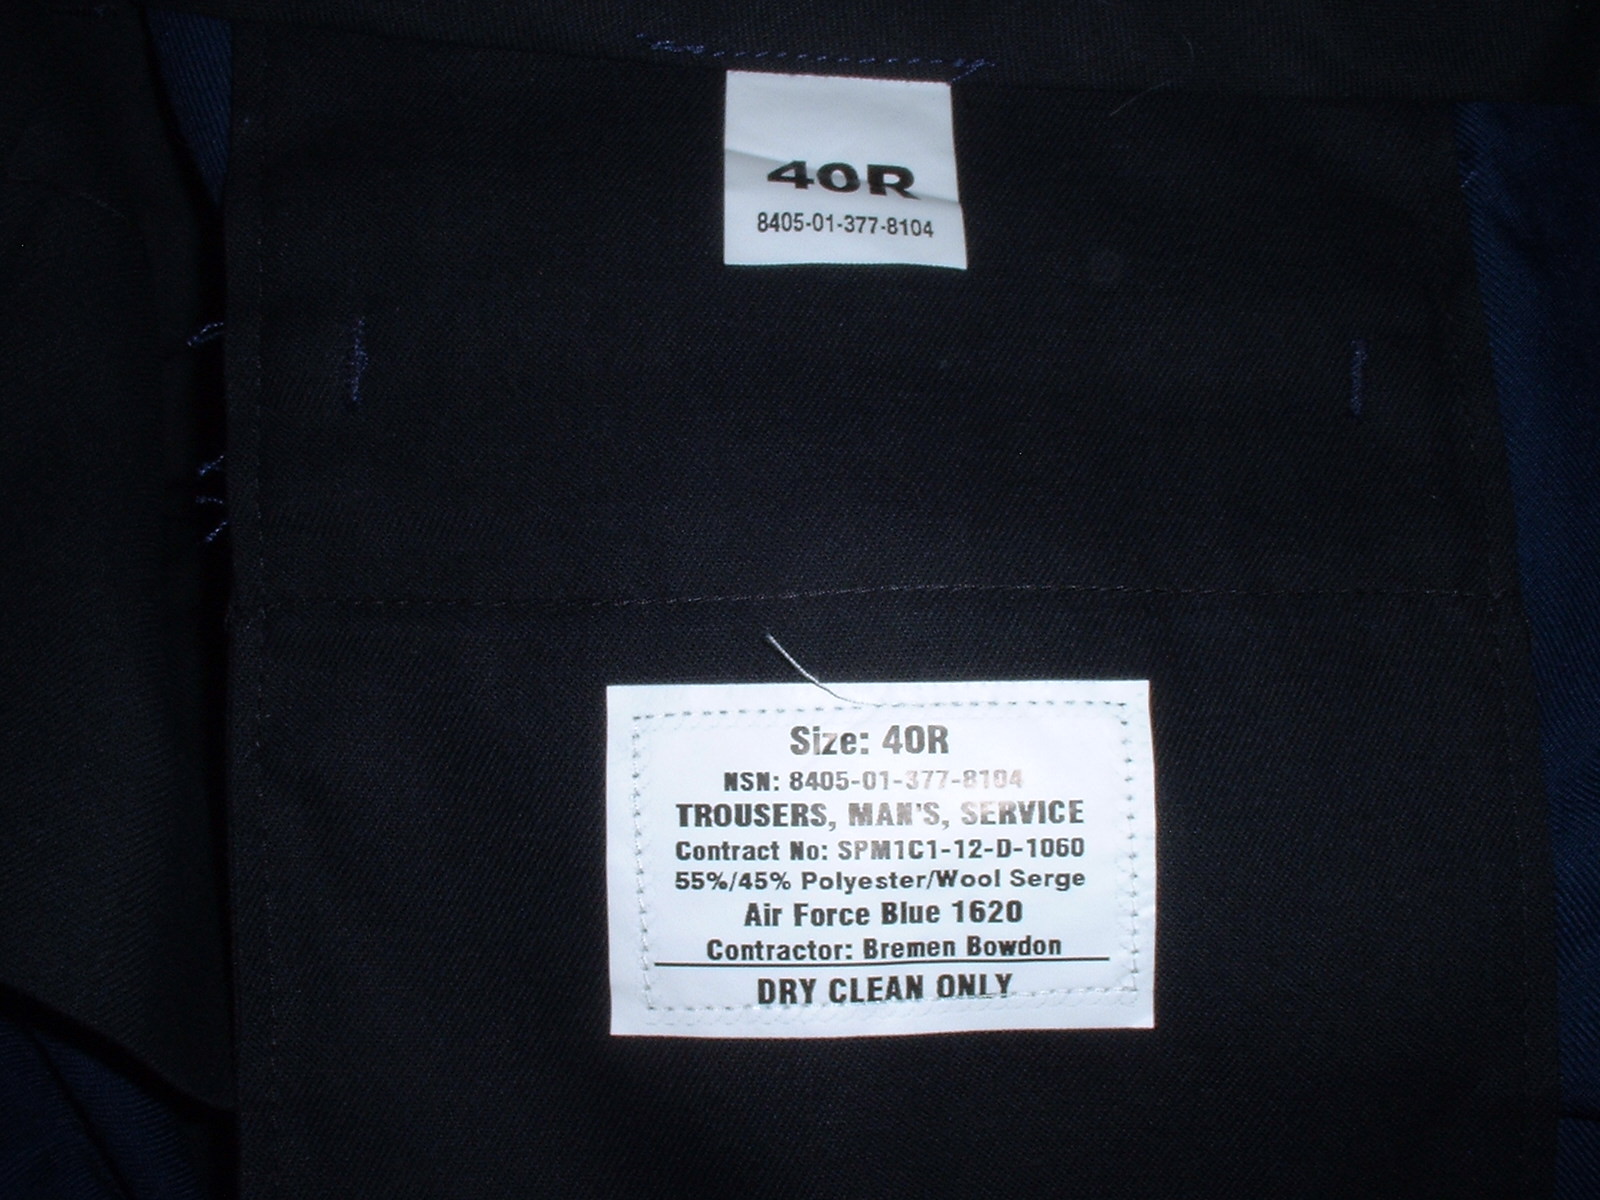 40R
8405-01-377-8104
Size: 40R
NSN: 8405-01-377-8104
TROUSERS, MAN'S, SERVICE
Contract No: SPM1C1-12-D-1060
55%/45% Polyester/Wool Serge
Air Force Blue 1620
Contractor: Bremen Bowdon
DRY CLEAN ONLY